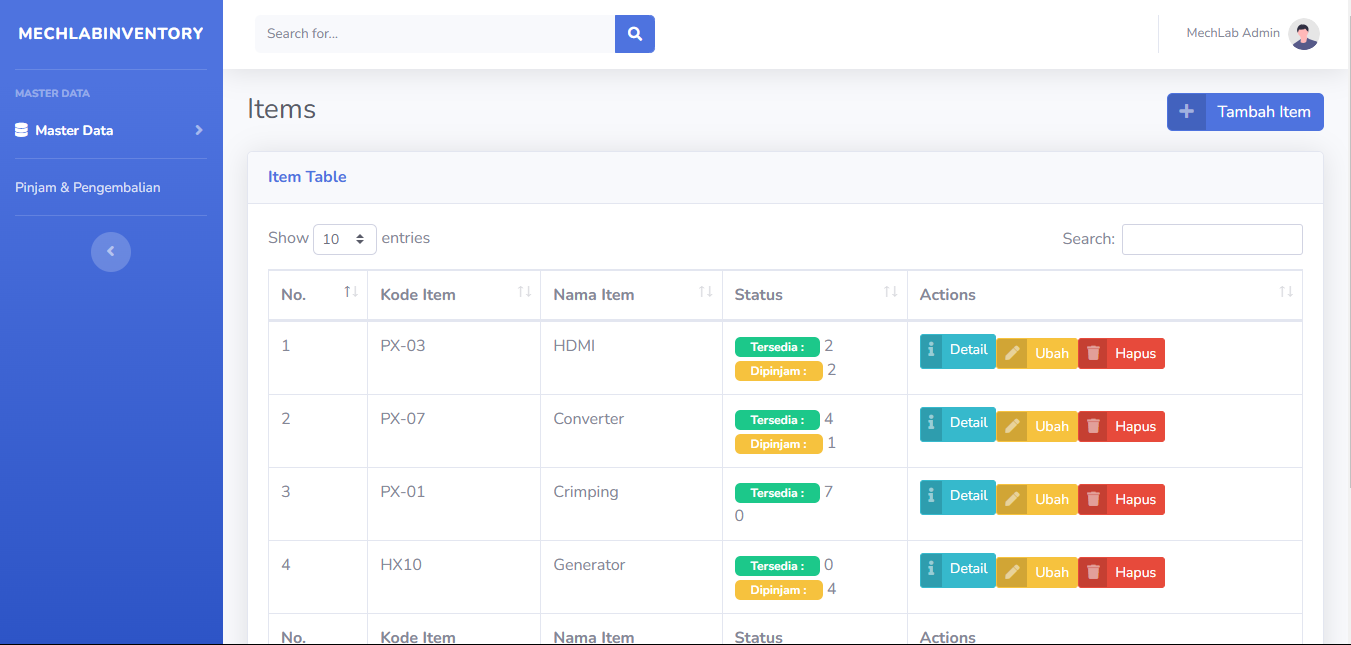 MECHLABINVENTORY
Search for...
MechLab Admin
MASTER DATA
Master Data
Pinjam & Pengembalian
Items
Tambah Item
Item Table
Show 10 entries
Search:
No. Kode Item Nama Item Status Actions
1 PX-03 HDMI Tersedia : 2 Detail Ubah Hapus
Dipinjam : 2
2 PX-07 Converter Tersedia : 4 Detail Ubah Hapus
Dipinjam : 1
3 PX-01 Crimping Tersedia : 7 Detail Ubah Hapus
0
4 HX10 Generator Tersedia : 0 Detail Ubah Hapus
Dipinjam : 4
No. Kode Item Nama Item Status Actions